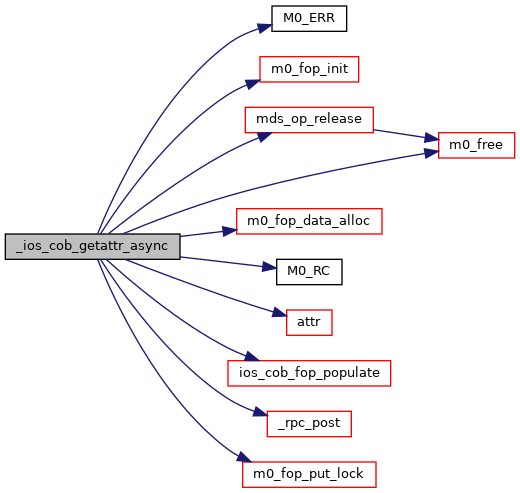 M0_ERR
m0_fop_init
mds_op_release
m0_free
m0_fop_data_alloc
_ios_cob_getattr_async
M0_RC
attr
ios_cob_fop_populate
_rpc_post
m0_fop_put_lock